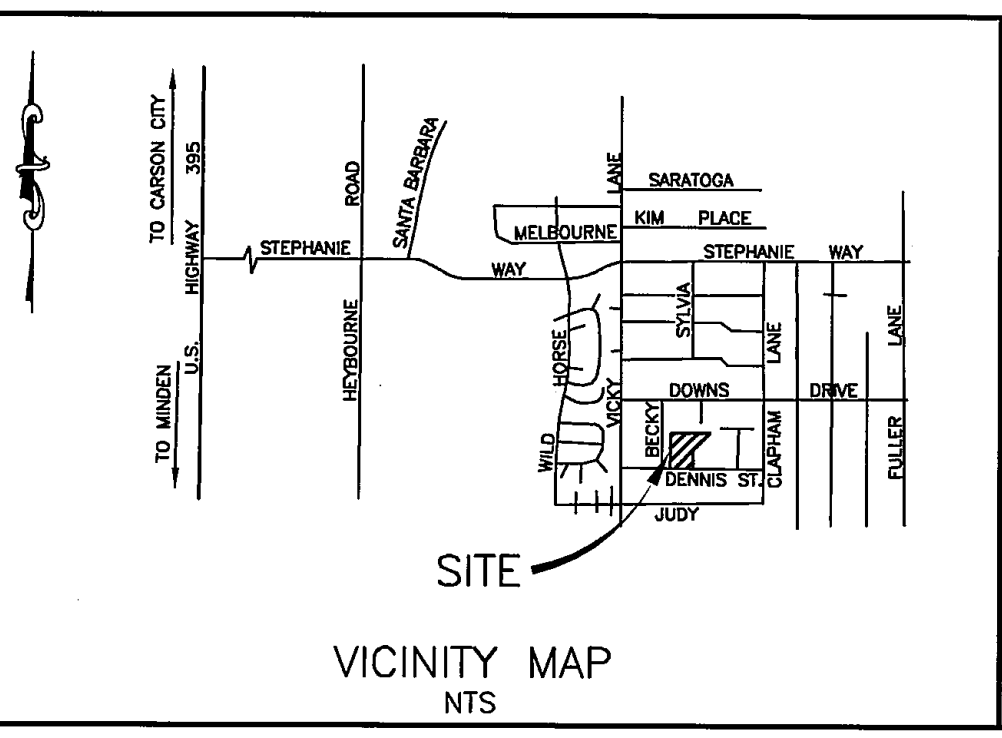 TO CARSON CITY
U.S. HIGHWAY 395
TO MINDEN
STEPHANIE WAY
HEYBOURNE ROAD
SANTA BARBARA
MELBOURNE
WILD HORSE
VICKY LANE
SARATOGA
KIM PLACE
STEPHANIE WAY
SYLVIA
CLAPHAM LANE
DOWNS DRIVE
FULLER LANE
BECKY
DENNIS ST.
JUDY
SITE
VICINITY MAP
NTS